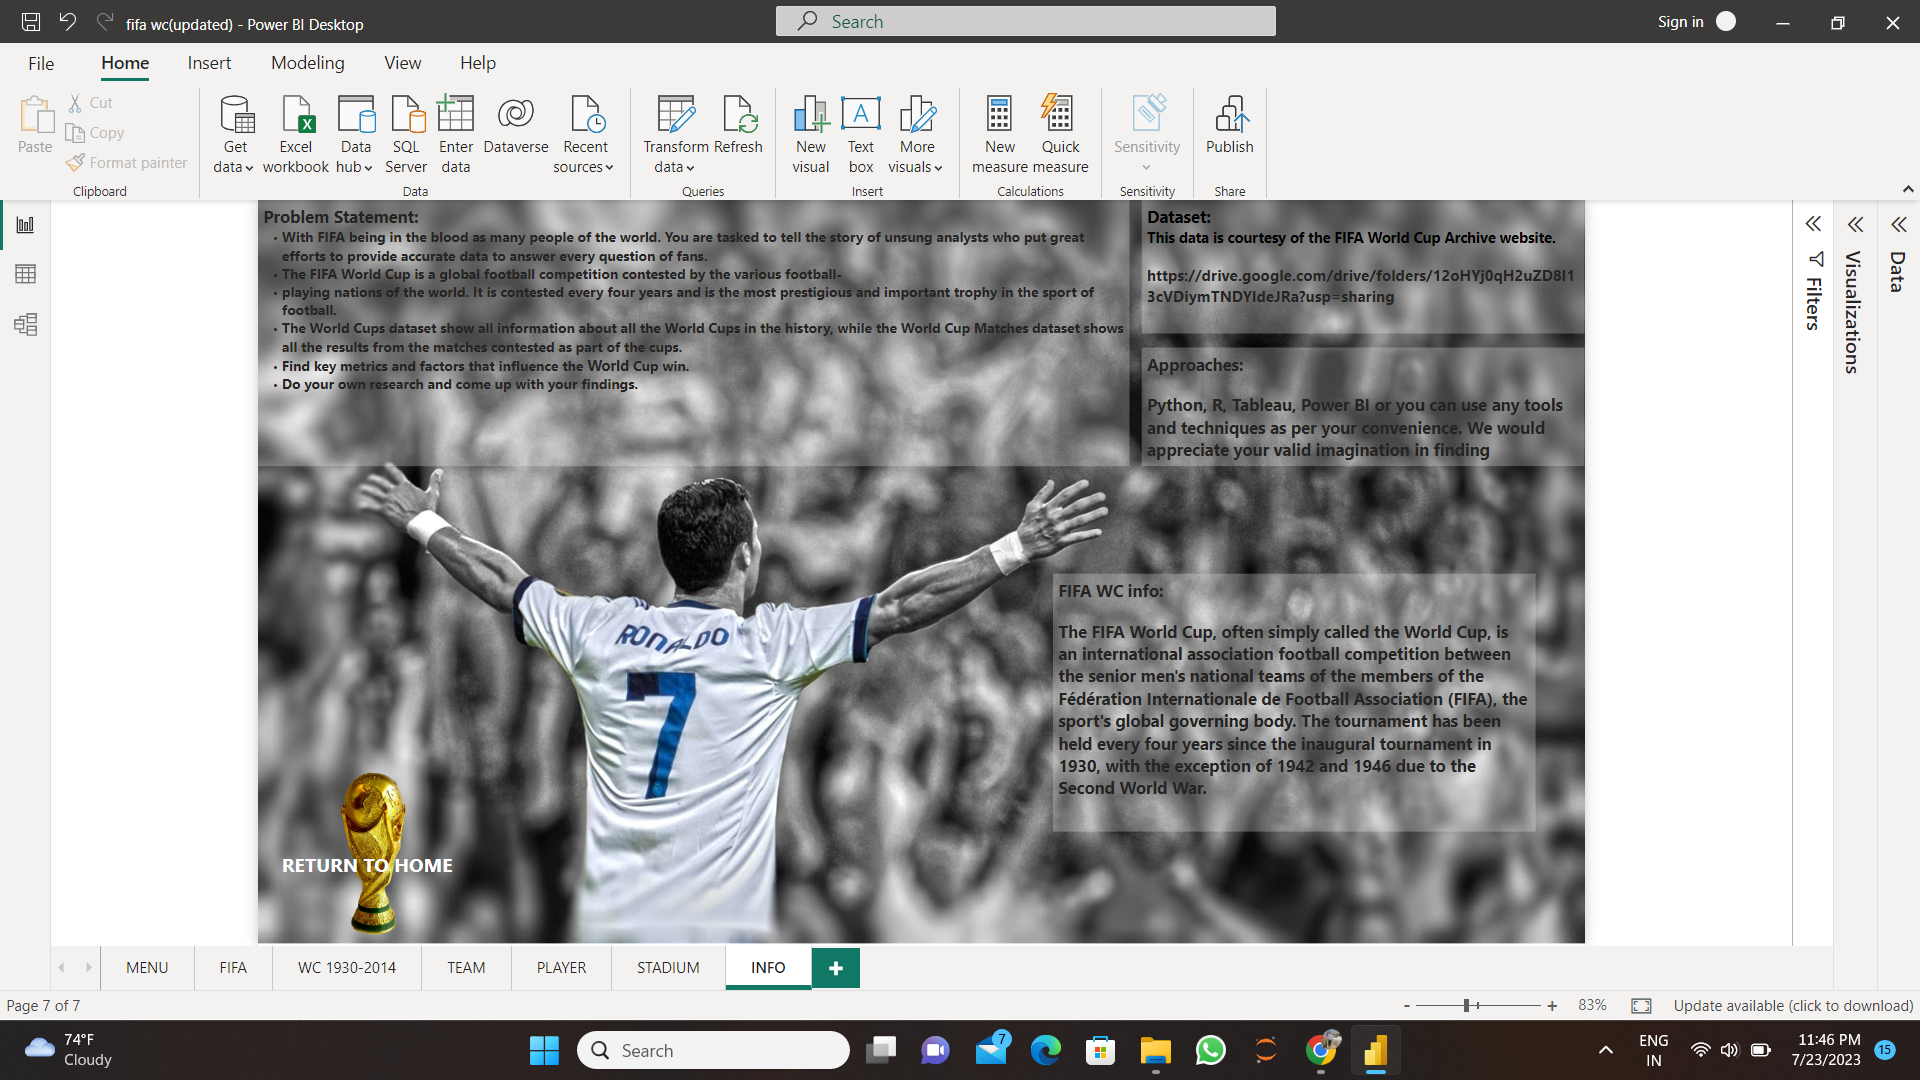 fifa wc(updated) - Power BI Desktop
Search
Sign in
File Home Insert Modeling View Help
Paste
Cut
Copy
Format painter
Clipboard
Get data
Excel workbook
Data hub
SQL Server
Enter data
Dataverse
Recent sources
Data
Transform data
Refresh
Queries
New visual
Text box
More visuals
Insert
New measure
Quick measure
Calculations
Sensitivity
Sensitivity
Publish
Share
Problem Statement:
• With FIFA being in the blood as many people of the world. You are tasked to tell the story of unsung analysts who put great
efforts to provide accurate data to answer every question of fans.
• The FIFA World Cup is a global football competition contested by the various football-
• playing nations of the world. It is contested every four years and is the most prestigious and important trophy in the sport of
football.
• The World Cups dataset show all information about all the World Cups in the history, while the World Cup Matches dataset shows
all the results from the matches contested as part of the cups.
• Find key metrics and factors that influence the World Cup win.
• Do your own research and come up with your findings.
Dataset:
This data is courtesy of the FIFA World Cup Archive website.
https://drive.google.com/drive/folders/12oHYj0qH2uZD8I1
3cVDiymTNDYIdeJRa?usp=sharing
Approaches:
Python, R, Tableau, Power BI or you can use any tools
and techniques as per your convenience. We would
appreciate your valid imagination in finding
RONALDO
7
FIFA WC info:
The FIFA World Cup, often simply called the World Cup, is
an international association football competition between
the senior men's national teams of the members of the
Fédération Internationale de Football Association (FIFA), the
sport's global governing body. The tournament has been
held every four years since the inaugural tournament in
1930, with the exception of 1942 and 1946 due to the
Second World War.
RETURN TO HOME
Filters
Visualizations
Data
MENU FIFA WC 1930-2014 TEAM PLAYER STADIUM INFO
Page 7 of 7
- + 83%
Update available (click to download)
74°F
Cloudy
Search
7
ENG
IN
11:46 PM
7/23/2023
15